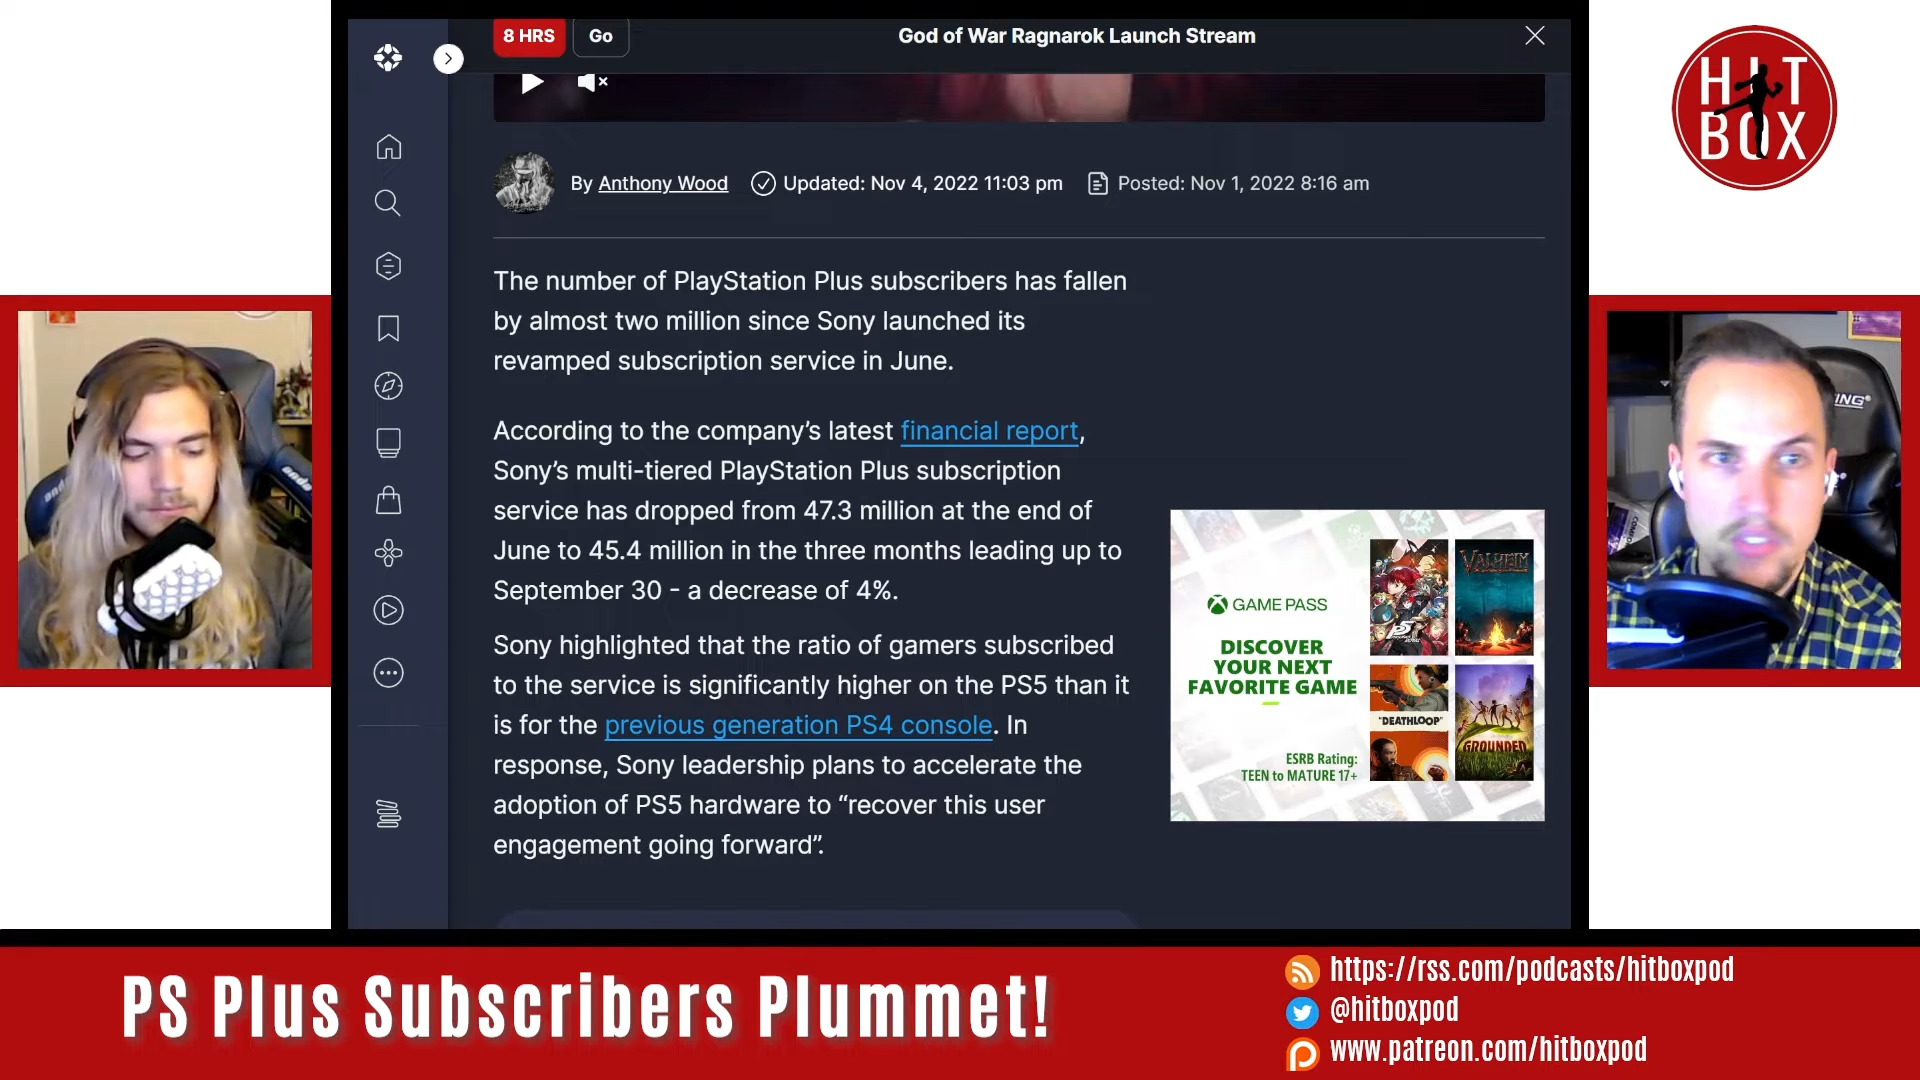 8 HRS
Go
God of War Ragnarok Launch Stream
HIT
BOX
By Anthony Wood
Updated: Nov 4, 2022 11:03 pm
Posted: Nov 1, 2022 8:16 am
The number of PlayStation Plus subscribers has fallen
by almost two million since Sony launched its
revamped subscription service in June.
According to the company’s latest financial report,
Sony’s multi-tiered PlayStation Plus subscription
service has dropped from 47.3 million at the end of
June to 45.4 million in the three months leading up to
September 30 - a decrease of 4%.
Sony highlighted that the ratio of gamers subscribed
to the service is significantly higher on the PS5 than it
is for the previous generation PS4 console. In
response, Sony leadership plans to accelerate the
adoption of PS5 hardware to “recover this user
engagement going forward”.
GAME PASS
DISCOVER
YOUR NEXT
FAVORITE GAME
ESRB Rating:
TEEN to MATURE 17+
VALHEIM
"DEATHLOOP"
GROUNDED
ING®
PS Plus Subscribers Plummet!
https://rss.com/podcasts/hitboxpod
@hitboxpod
www.patreon.com/hitboxpod